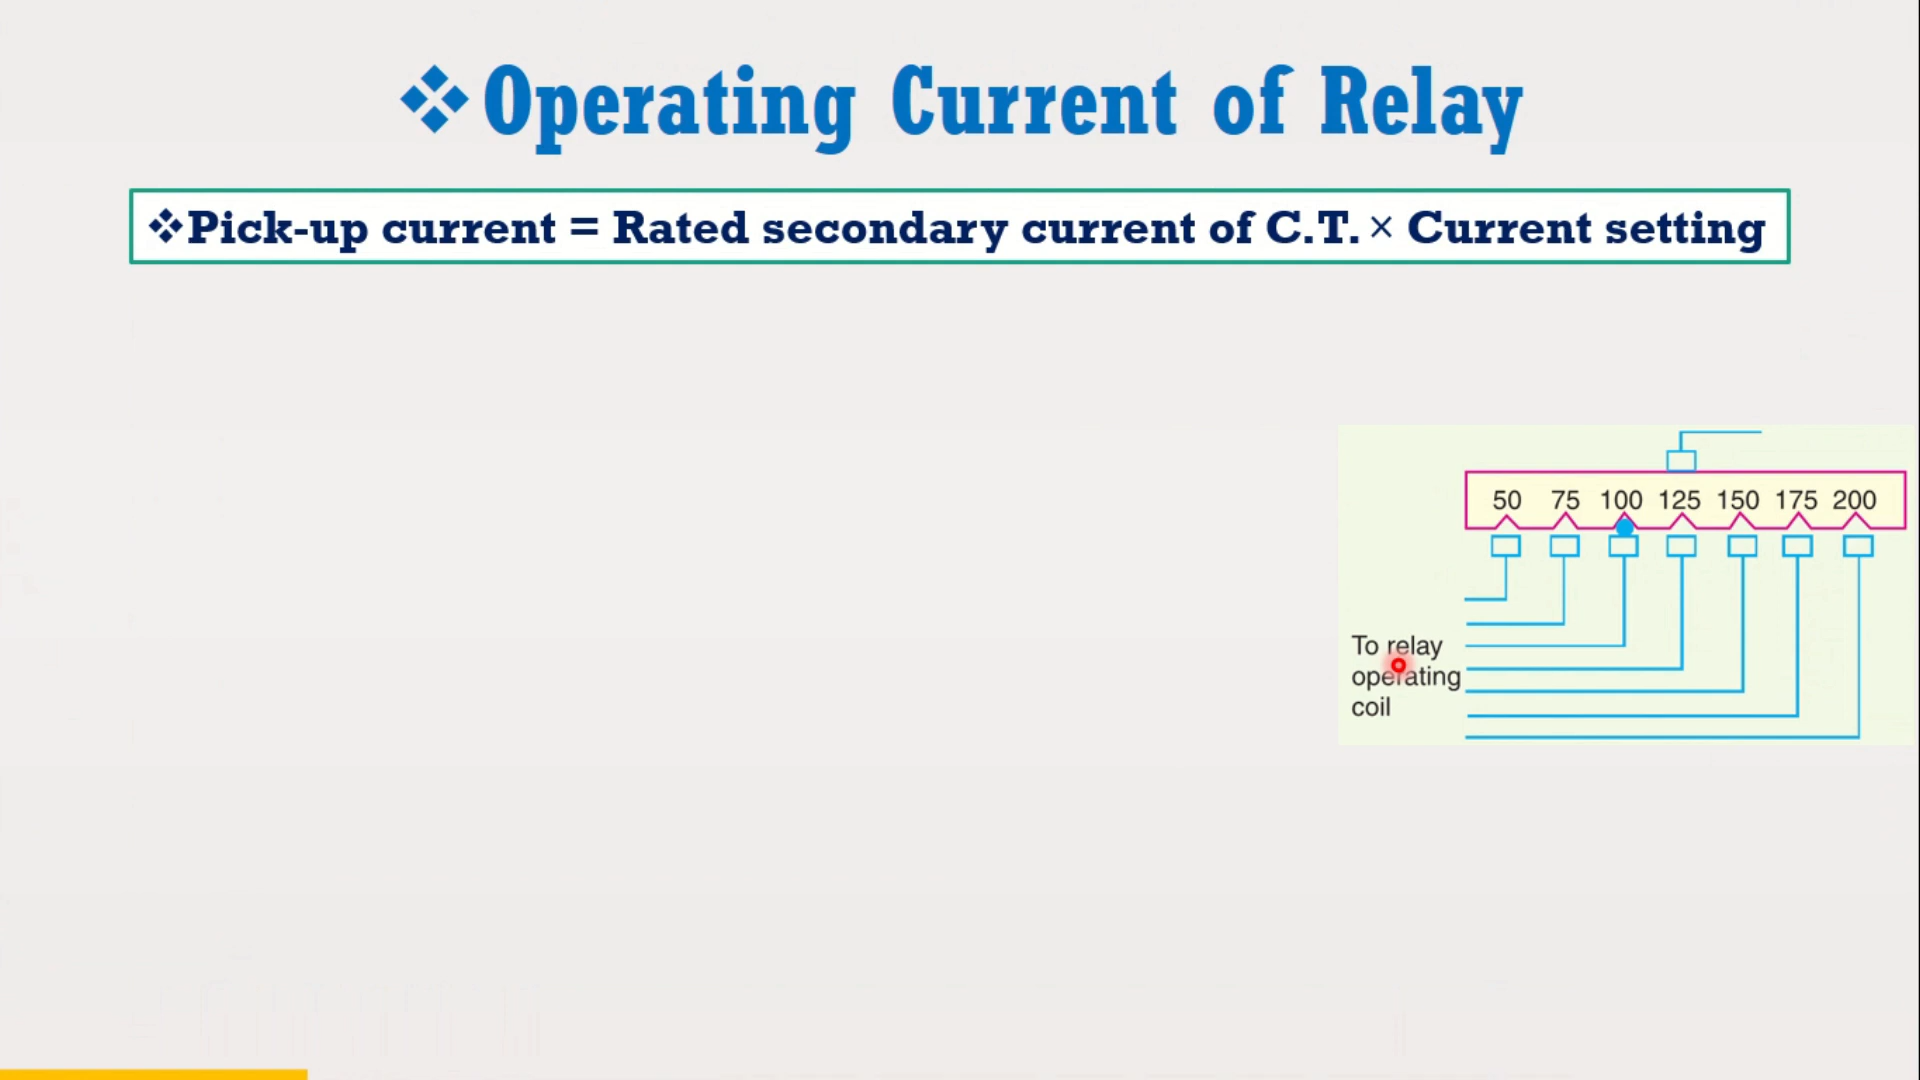 ❖Operating Current of Relay
❖Pick-up current = Rated secondary current of C.T. × Current setting
50 75 100 125 150 175 200
To relay
operating
coil